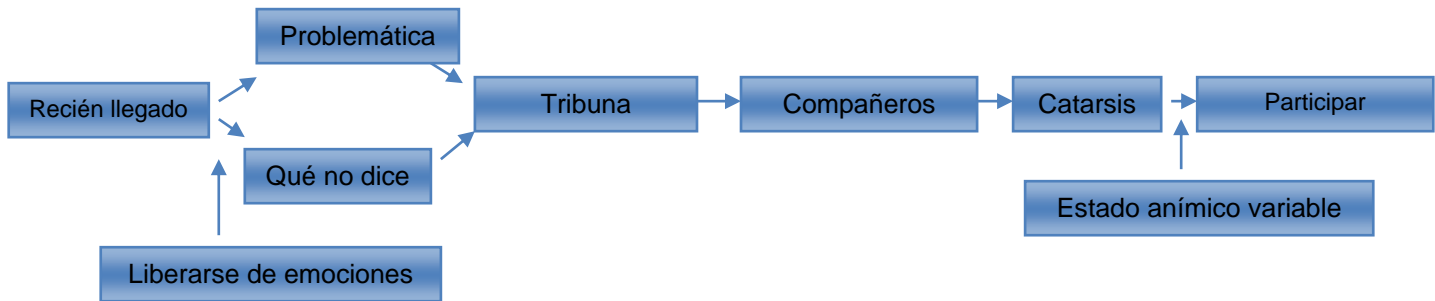 Problemática
Recién llegado
Tribuna
Compañeros
Catarsis
Participar
Qué no dice
Estado anímico variable
Liberarse de emociones